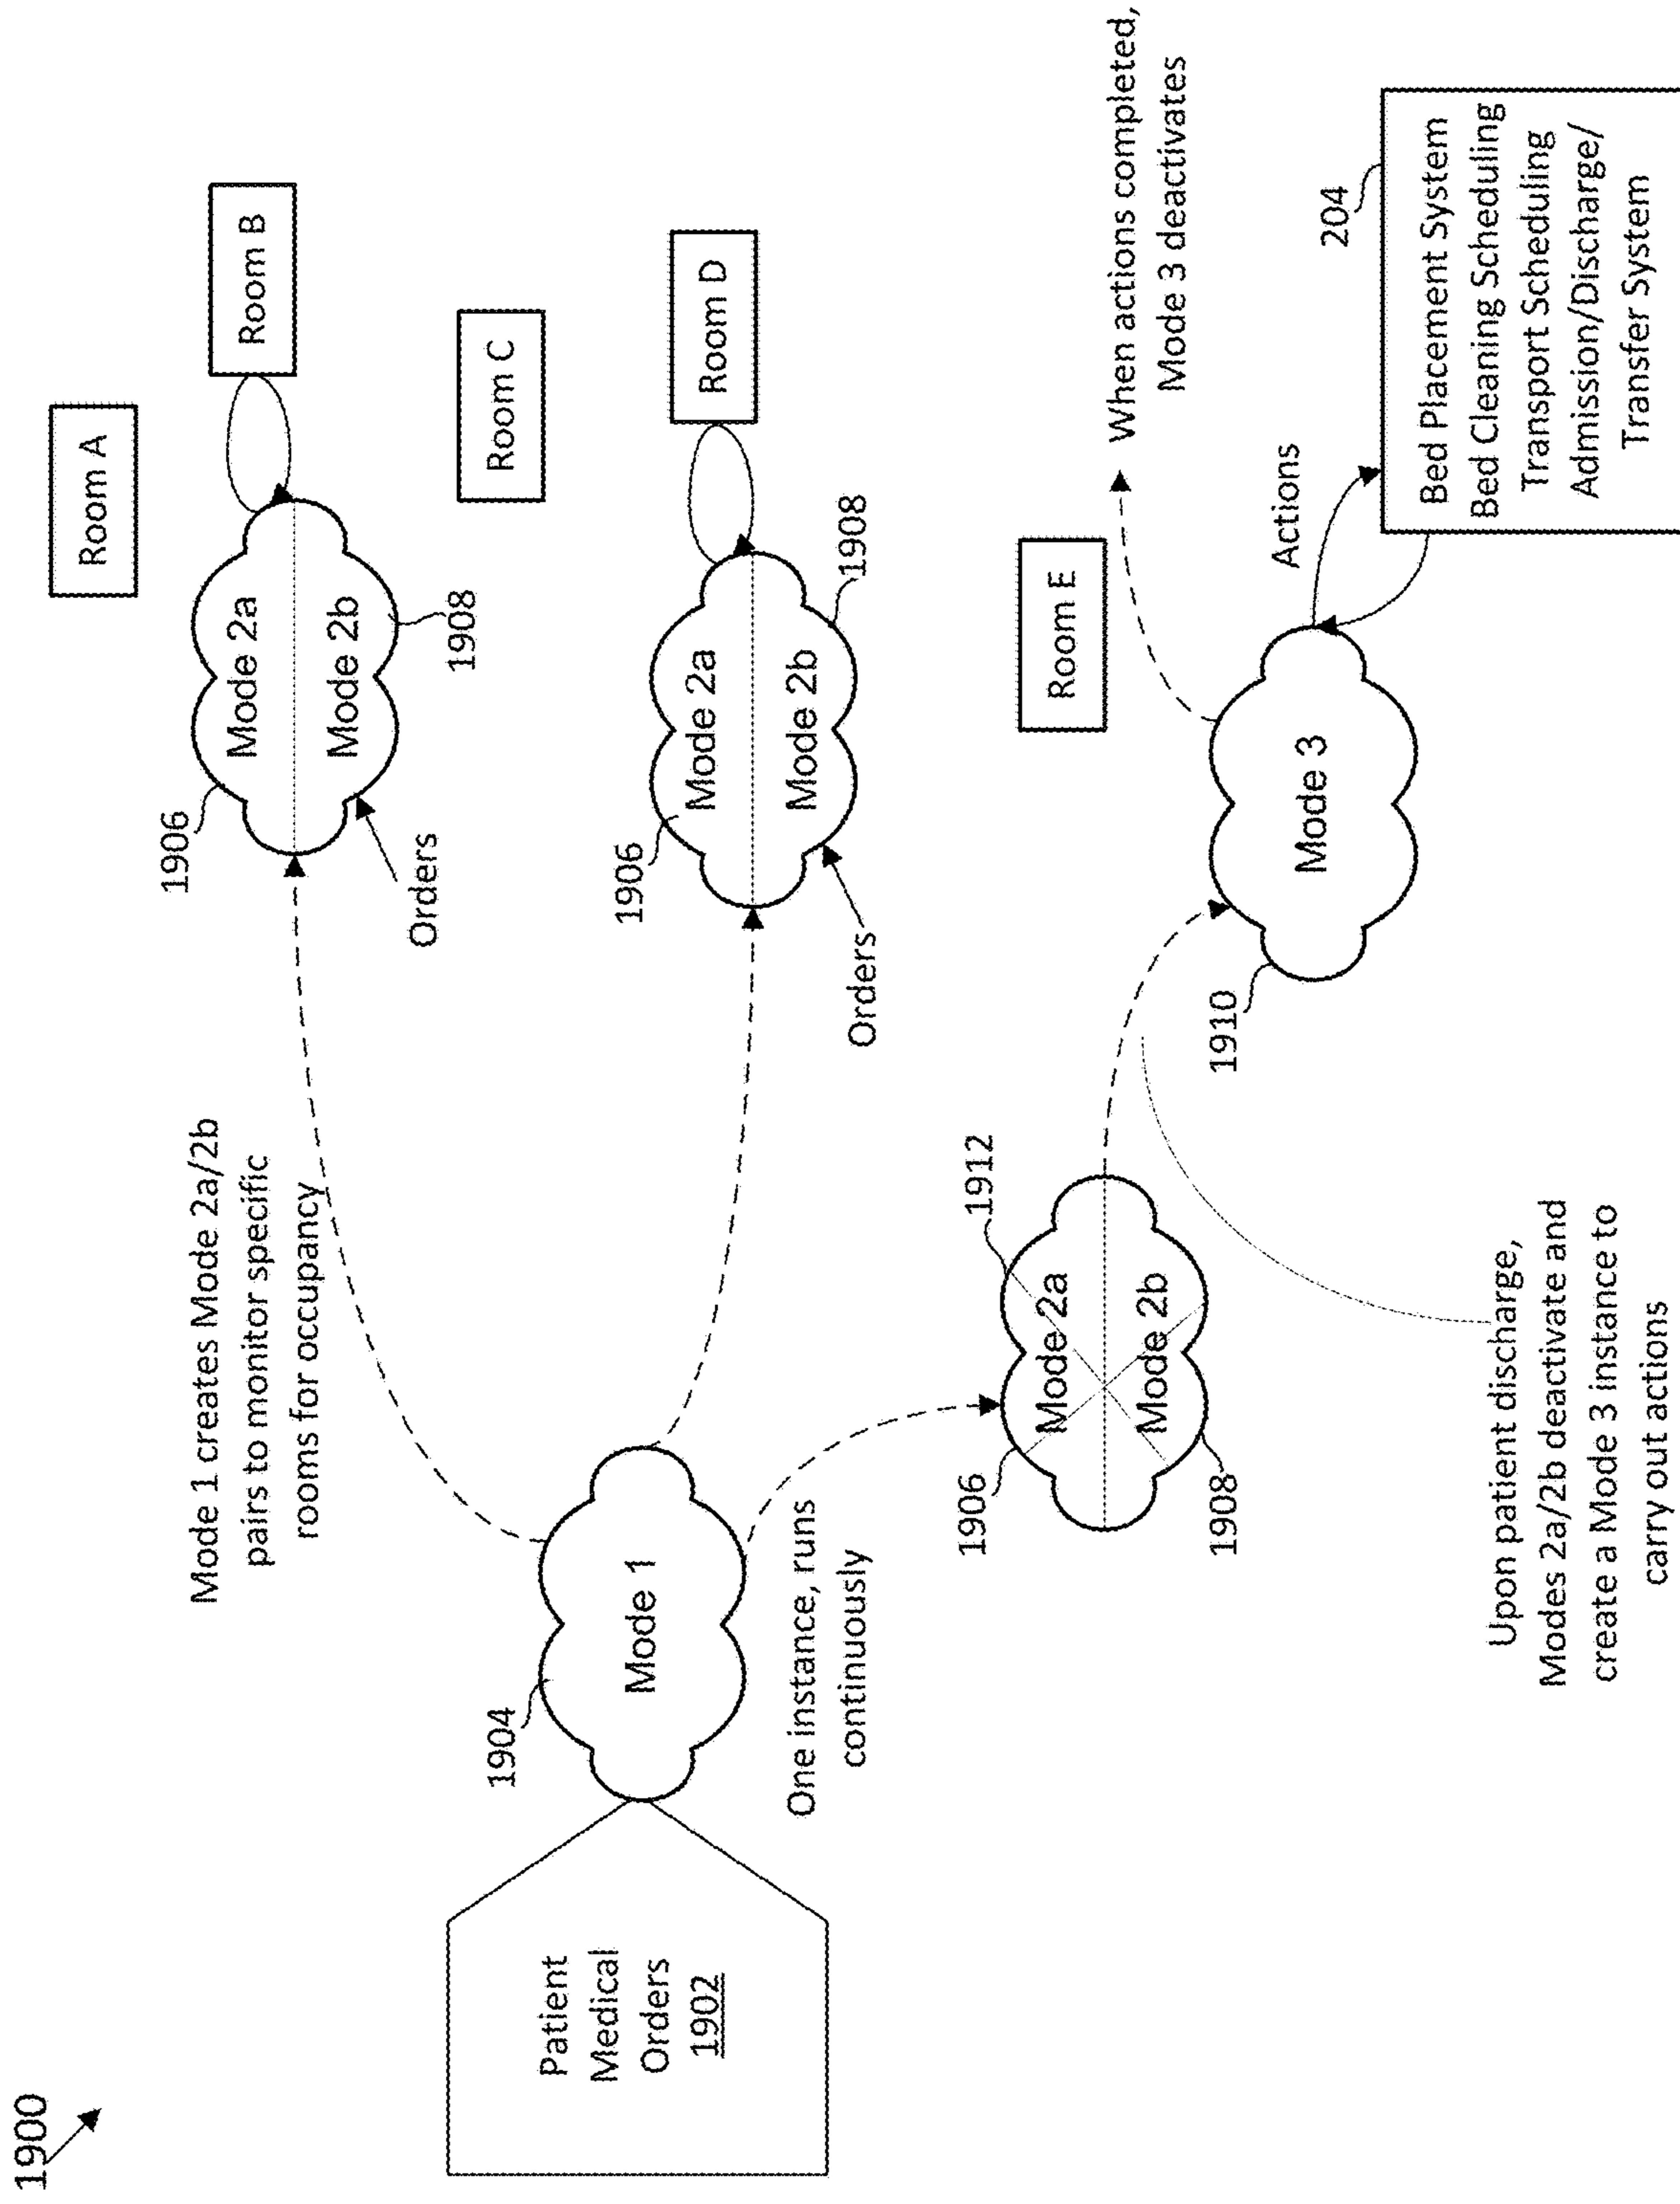 1900
Patient
Medical
Orders
1902
1904
Mode 1
One instance, runs
continuously
Mode 1 creates Mode 2a/2b
pairs to monitor specific
rooms for occupancy
1906
Mode 2a
Mode 2b
1908
Orders
Room A
Room B
Room C
1906
Mode 2a
Mode 2b
1908
Orders
Room D
1906
Mode 2a
Mode 2b
1908
1912
Upon patient discharge,
Modes 2a/2b deactivate and
create a Mode 3 instance to
carry out actions
1910
Mode 3
Room E
When actions completed,
Mode 3 deactivates
Actions
204
Bed Placement System
Bed Cleaning Scheduling
Transport Scheduling
Admission/Discharge/
Transfer System